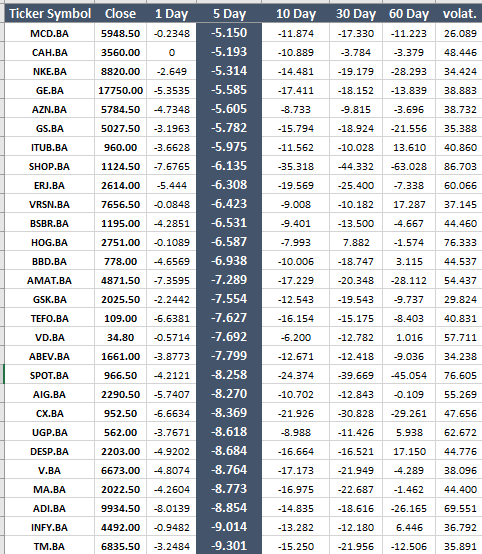 Ticker Symbol Close 1 Day 5 Day 10 Day 30 Day 60 Day volat.
MCD.BA 5948.50 -0.2348 -5.150 -11.874 -17.330 -11.223 26.089
CAH.BA 3560.00 0 -5.193 -10.889 -3.784 -3.379 48.446
NKE.BA 8820.00 -2.649 -5.314 -14.481 -19.179 -28.293 34.424
GE.BA 17750.00 -5.3535 -5.585 -17.411 -18.152 -13.839 38.883
AZN.BA 5784.50 -4.7348 -5.605 -8.733 -9.815 -3.696 38.732
GS.BA 5027.50 -3.1963 -5.782 -15.794 -18.924 -21.556 35.388
ITUB.BA 960.00 -3.6628 -5.975 -11.562 -10.028 13.610 40.860
SHOP.BA 1124.50 -7.6765 -6.135 -35.318 -44.332 -63.028 86.703
ERJ.BA 2614.00 -5.444 -6.308 -19.569 -25.400 -7.338 60.066
VRSN.BA 7656.50 -0.0848 -6.423 -9.008 -10.182 17.287 37.145
BSBR.BA 1195.00 -4.2851 -6.531 -9.401 -13.500 -4.667 44.460
HOG.BA 2751.00 -0.1089 -6.587 -7.993 7.882 -1.574 76.333
BBD.BA 778.00 -4.6569 -6.938 -10.006 -18.747 3.115 44.537
AMAT.BA 4871.50 -7.3595 -7.289 -17.229 -20.348 -28.112 54.437
GSK.BA 2025.50 -2.2442 -7.554 -12.543 -19.543 -9.737 29.824
TEFO.BA 109.00 -6.6381 -7.627 -16.154 -15.175 -8.403 40.831
VD.BA 34.80 -0.5714 -7.692 -6.200 -12.782 1.016 57.711
ABEV.BA 1661.00 -3.8773 -7.799 -12.671 -12.418 -9.036 34.238
SPOT.BA 966.50 -4.2121 -8.258 -24.374 -39.669 -45.054 76.605
AIG.BA 2290.50 -5.7407 -8.270 -10.702 -12.843 -0.109 55.269
CX.BA 952.50 -6.6634 -8.369 -21.926 -30.828 -29.261 47.656
UGP.BA 562.00 -3.7671 -8.618 -8.988 -11.426 5.938 62.672
DESP.BA 2203.00 -4.9202 -8.684 -16.664 -16.521 17.150 44.776
V.BA 6673.00 -4.8074 -8.764 -17.173 -21.949 -4.289 38.096
MA.BA 2022.50 -4.2604 -8.773 -16.975 -22.687 -1.462 44.400
ADI.BA 9934.50 -8.0139 -8.854 -14.835 -18.616 -26.165 69.551
INFY.BA 4492.00 -0.9482 -9.014 -13.282 -12.180 6.446 36.792
TM.BA 6835.50 -3.2484 -9.301 -15.250 -21.956 -12.506 35.891